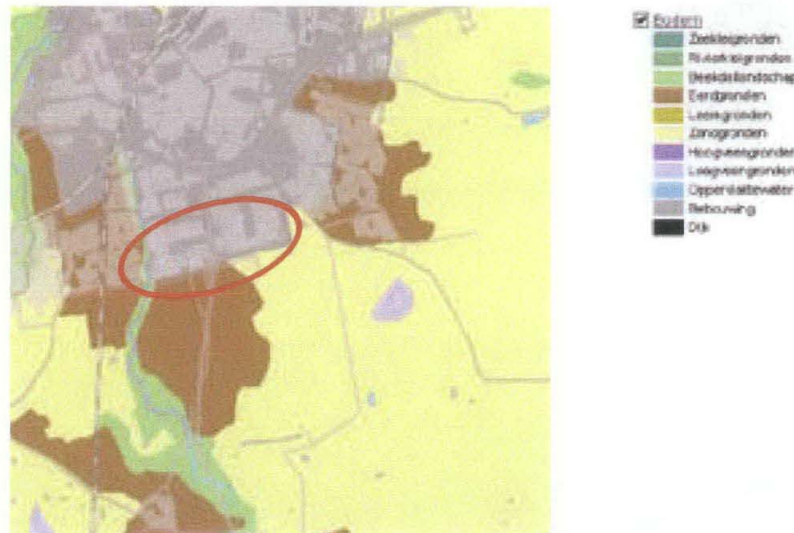 Bodem
Zeekleigronden
Rivierkleigronden
Beekdallandschap
Eerdgronden
Leemgronden
Zandgronden
Hoogveengronden
Laagveengronden
Oppervlaktewater
Bebouwing
Dijk